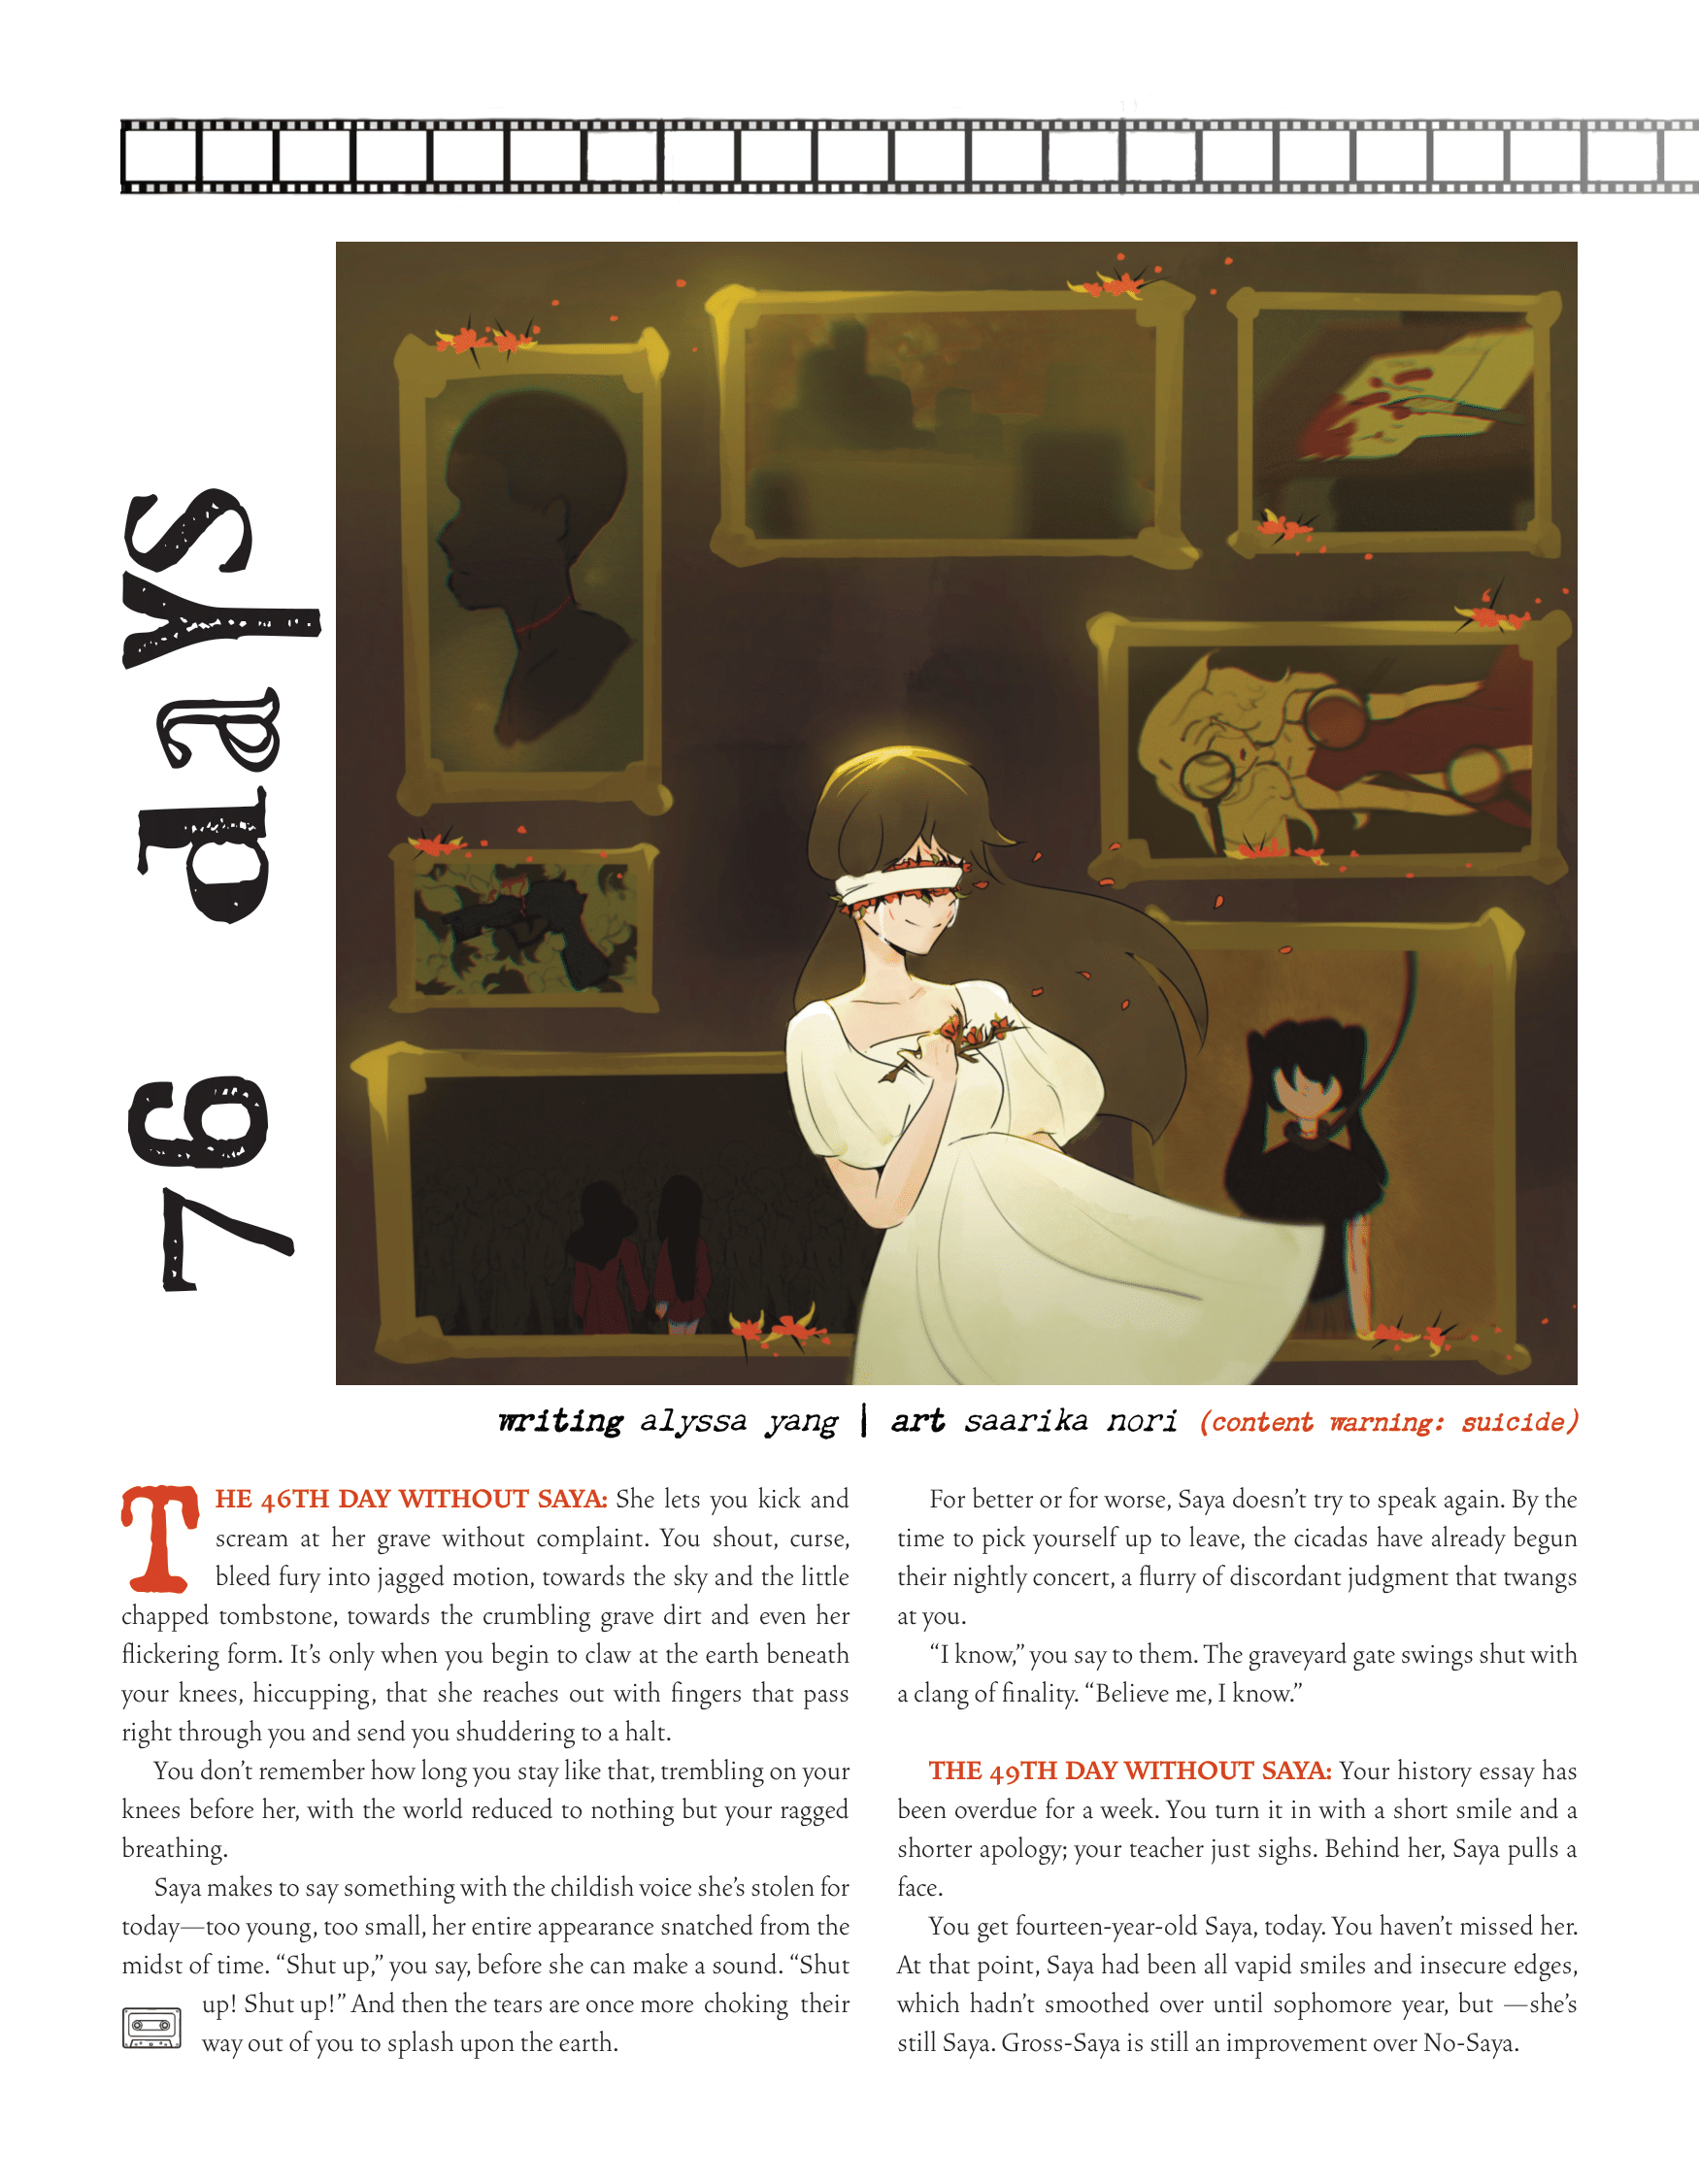 76 days
writing alyssa yang | art saarika nori (content warning: suicide)
THE 46TH DAY WITHOUT SAYA: She lets you kick and
scream at her grave without complaint. You shout, curse,
bleed fury into jagged motion, towards the sky and the little
chapped tombstone, towards the crumbling grave dirt and even her
flickering form. It’s only when you begin to claw at the earth beneath
your knees, hiccupping, that she reaches out with fingers that pass
right through you and send you shuddering to a halt.
You don’t remember how long you stay like that, trembling on your
knees before her, with the world reduced to nothing but your ragged
breathing.
Saya makes to say something with the childish voice she’s stolen for
today—too young, too small, her entire appearance snatched from the
midst of time. “Shut up,” you say, before she can make a sound. “Shut
up! Shut up!” And then the tears are once more choking their
way out of you to splash upon the earth.
For better or for worse, Saya doesn’t try to speak again. By the
time to pick yourself up to leave, the cicadas have already begun
their nightly concert, a flurry of discordant judgment that twangs
at you.
“I know,” you say to them. The graveyard gate swings shut with
a clang of finality. “Believe me, I know.”
THE 49TH DAY WITHOUT SAYA: Your history essay has
been overdue for a week. You turn it in with a short smile and a
shorter apology; your teacher just sighs. Behind her, Saya pulls a
face.
You get fourteen-year-old Saya, today. You haven’t missed her.
At that point, Saya had been all vapid smiles and insecure edges,
which hadn’t smoothed over until sophomore year, but —she’s
still Saya. Gross-Saya is still an improvement over No-Saya.